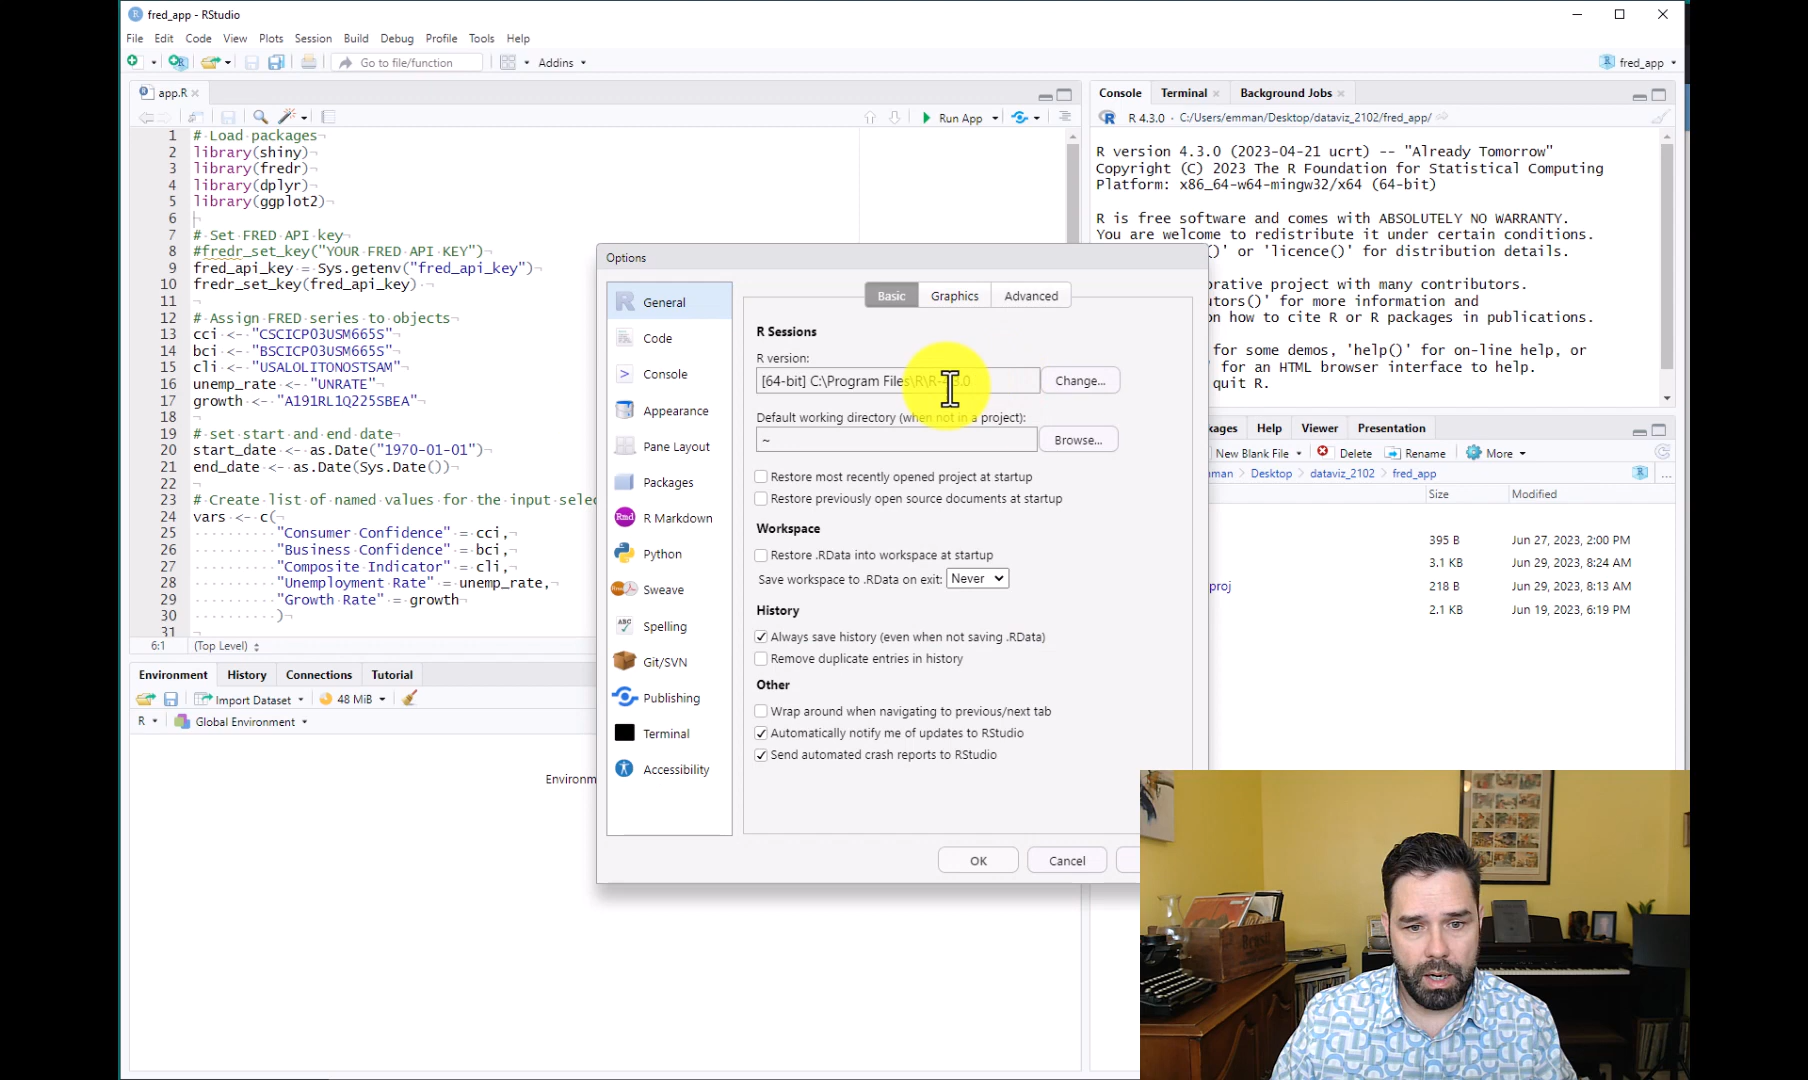 fred_app - RStudio
File Edit Code View Plots Session Build Debug Profile Tools Help
Go to file/function Addins fred_app
app.R
Run App
1 # Load packages
2 library(shiny)
3 library(fredr)
4 library(dplyr)
5 library(ggplot2)
6
7 # Set FRED API key
8 #fredr_set_key("YOUR FRED API KEY")
9 fred_api_key = Sys.getenv("fred_api_key")
10 fredr_set_key(fred_api_key)
11
12 # Assign FRED series to objects
13 cci <- "CSCICP03USM665S"
14 bci <- "BSCICP03USM665S"
15 cli <- "USALOLITONOSTSAM"
16 unemp_rate <- "UNRATE"
17 growth <- "A191RL1Q225SBEA"
18
19 # set start and end date
20 start_date <- as.Date("1970-01-01")
21 end_date <- as.Date(Sys.Date())
22
23 # Create list of named values for the input selec
24 vars <- c(
25 "Consumer Confidence" = cci,
26 "Business Confidence" = bci,
27 "Composite Indicator" = cli,
28 "Unemployment Rate" = unemp_rate,
29 "Growth Rate" = growth
30 )
31
6:1 (Top Level)
Environment History Connections Tutorial
Import Dataset 48 MiB
R Global Environment
Environm
Console Terminal Background Jobs
R 4.3.0 · C:/Users/emman/Desktop/dataviz_2102/fred_app/
R version 4.3.0 (2023-04-21 ucrt) -- "Already Tomorrow"
Copyright (C) 2023 The R Foundation for Statistical Computing
Platform: x86_64-w64-mingw32/x64 (64-bit)
R is free software and comes with ABSOLUTELY NO WARRANTY.
You are welcome to redistribute it under certain conditions.
()' or 'licence()' for distribution details.
orative project with many contributors.
utors()' for more information and
on how to cite R or R packages in publications.
for some demos, 'help()' for on-line help, or
for an HTML browser interface to help.
quit R.
kages Help Viewer Presentation
New Blank File Delete Rename More
mman Desktop dataviz_2102 fred_app ...
Size Modified
395 B Jun 27, 2023, 2:00 PM
3.1 KB Jun 29, 2023, 8:24 AM
proj 218 B Jun 29, 2023, 8:13 AM
2.1 KB Jun 19, 2023, 6:19 PM
Options
General
Code
Console
Appearance
Pane Layout
Packages
R Markdown
Python
Sweave
Spelling
Git/SVN
Publishing
Terminal
Accessibility
Basic Graphics Advanced
R Sessions
R version:
[64-bit] C:\Program Files\R\R-4.3.0 Change...
Default working directory (when not in a project):
~ Browse...
Restore most recently opened project at startup
Restore previously open source documents at startup
Workspace
Restore .RData into workspace at startup
Save workspace to .RData on exit: Never
History
Always save history (even when not saving .RData)
Remove duplicate entries in history
Other
Wrap around when navigating to previous/next tab
Automatically notify me of updates to RStudio
Send automated crash reports to RStudio
OK Cancel